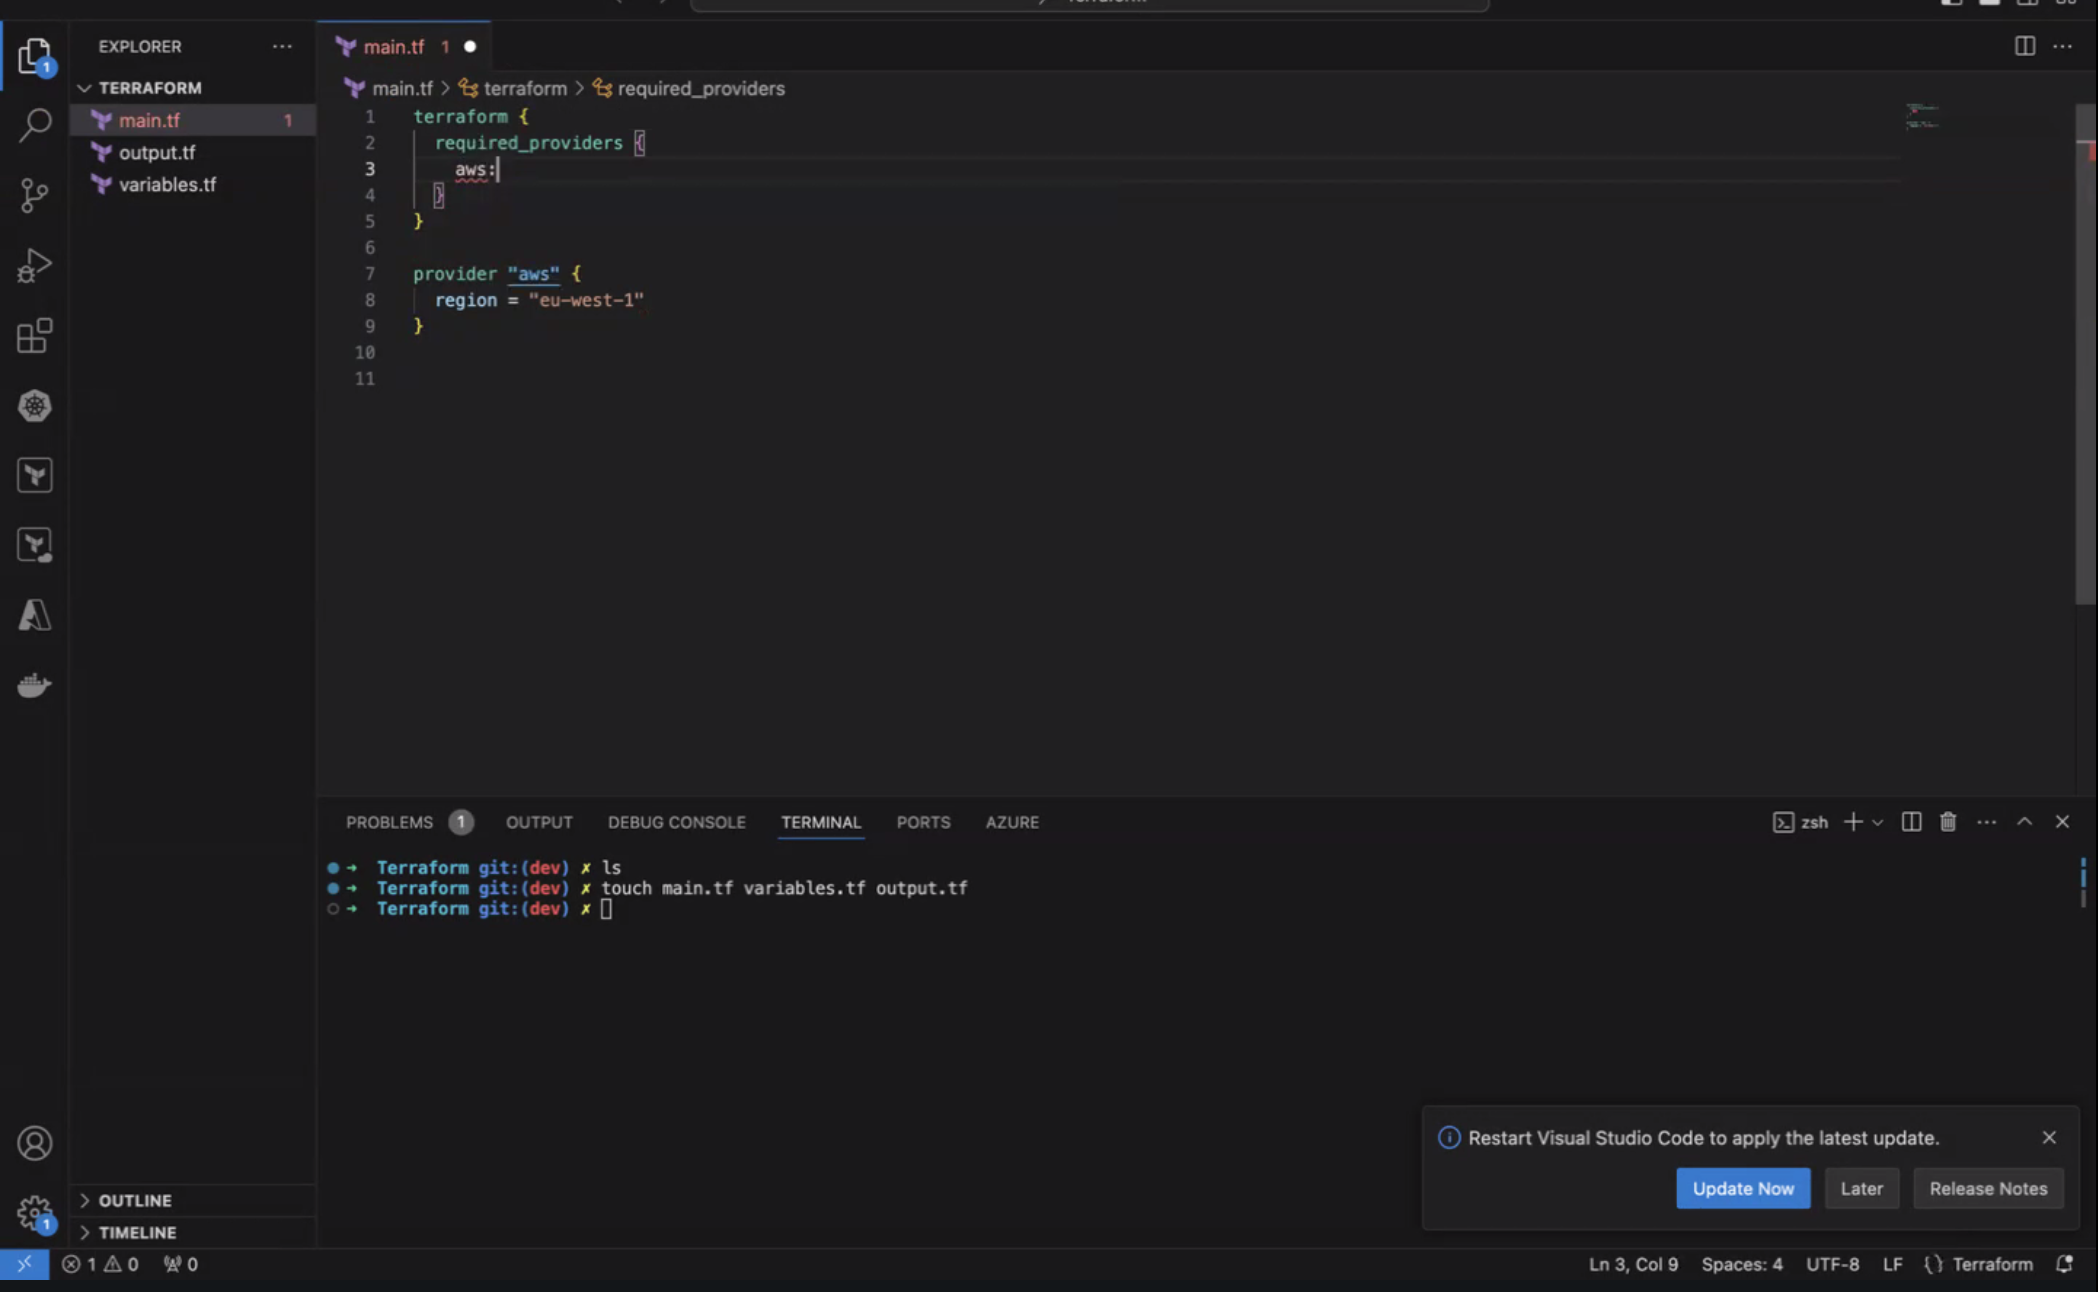 EXPLORER
TERRAFORM
main.tf 1
output.tf
variables.tf
OUTLINE
TIMELINE
main.tf 1
main.tf > terraform > required_providers
1 terraform {
2 required_providers {
3 aws:
4 }
5 }
6
7 provider "aws" {
8 region = "eu-west-1"
9 }
10
11
PROBLEMS 1 OUTPUT DEBUG CONSOLE TERMINAL PORTS AZURE
zsh
➜ Terraform git:(dev) ✗ ls
➜ Terraform git:(dev) ✗ touch main.tf variables.tf output.tf
➜ Terraform git:(dev) ✗
Restart Visual Studio Code to apply the latest update.
Update Now Later Release Notes
1
1
1 0 0
Ln 3, Col 9 Spaces: 4 UTF-8 LF {} Terraform